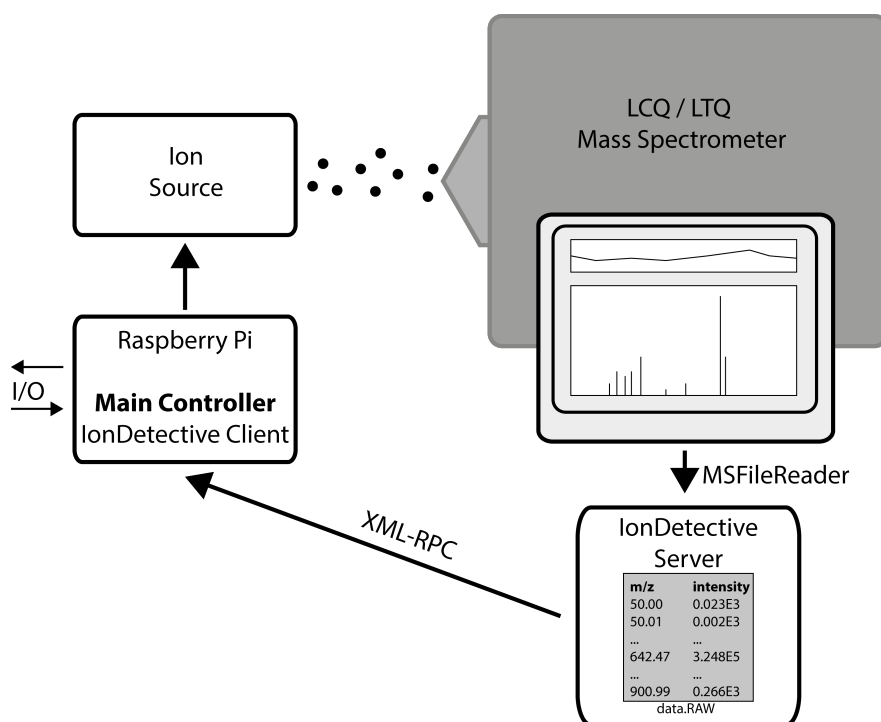 LCQ / LTQ
Mass Spectrometer
Ion
Source
Raspberry Pi
I/O
Main Controller
IonDetective Client
MSFileReader
XML-RPC
IonDetective
Server
m/z intensity
50.00 0.023E3
50.01 0.002E3
... ...
642.47 3.248E5
... ...
900.99 0.266E3
data.RAW